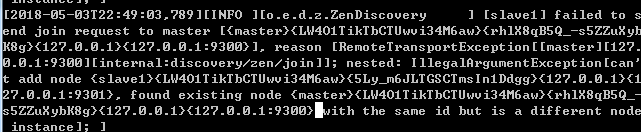 instance]; ]
[2018-05-03T22:49:03,789][INFO ][o.e.d.z.ZenDiscovery     ] [slave1] failed to s
end join request to master [{master}{LW4O1TikTbCTUwvi34M6aw}{rhlX8qB5Q_-s5ZZuXyb
K8g}{127.0.0.1}{127.0.0.1:9300}], reason [RemoteTransportException[[master][127.
0.0.1:9300][internal:discovery/zen/join]]; nested: IllegalArgumentException[can'
t add node {slave1}{LW4O1TikTbCTUwvi34M6aw}{5Ly_m6JLTGSCTmsIn1Ddgg}{127.0.0.1}{1
27.0.0.1:9301}, found existing node {master}{LW4O1TikTbCTUwvi34M6aw}{rhlX8qB5Q_-
s5ZZuXybK8g}{127.0.0.1}{127.0.0.1:9300} with the same id but is a different node
 instance]; ]